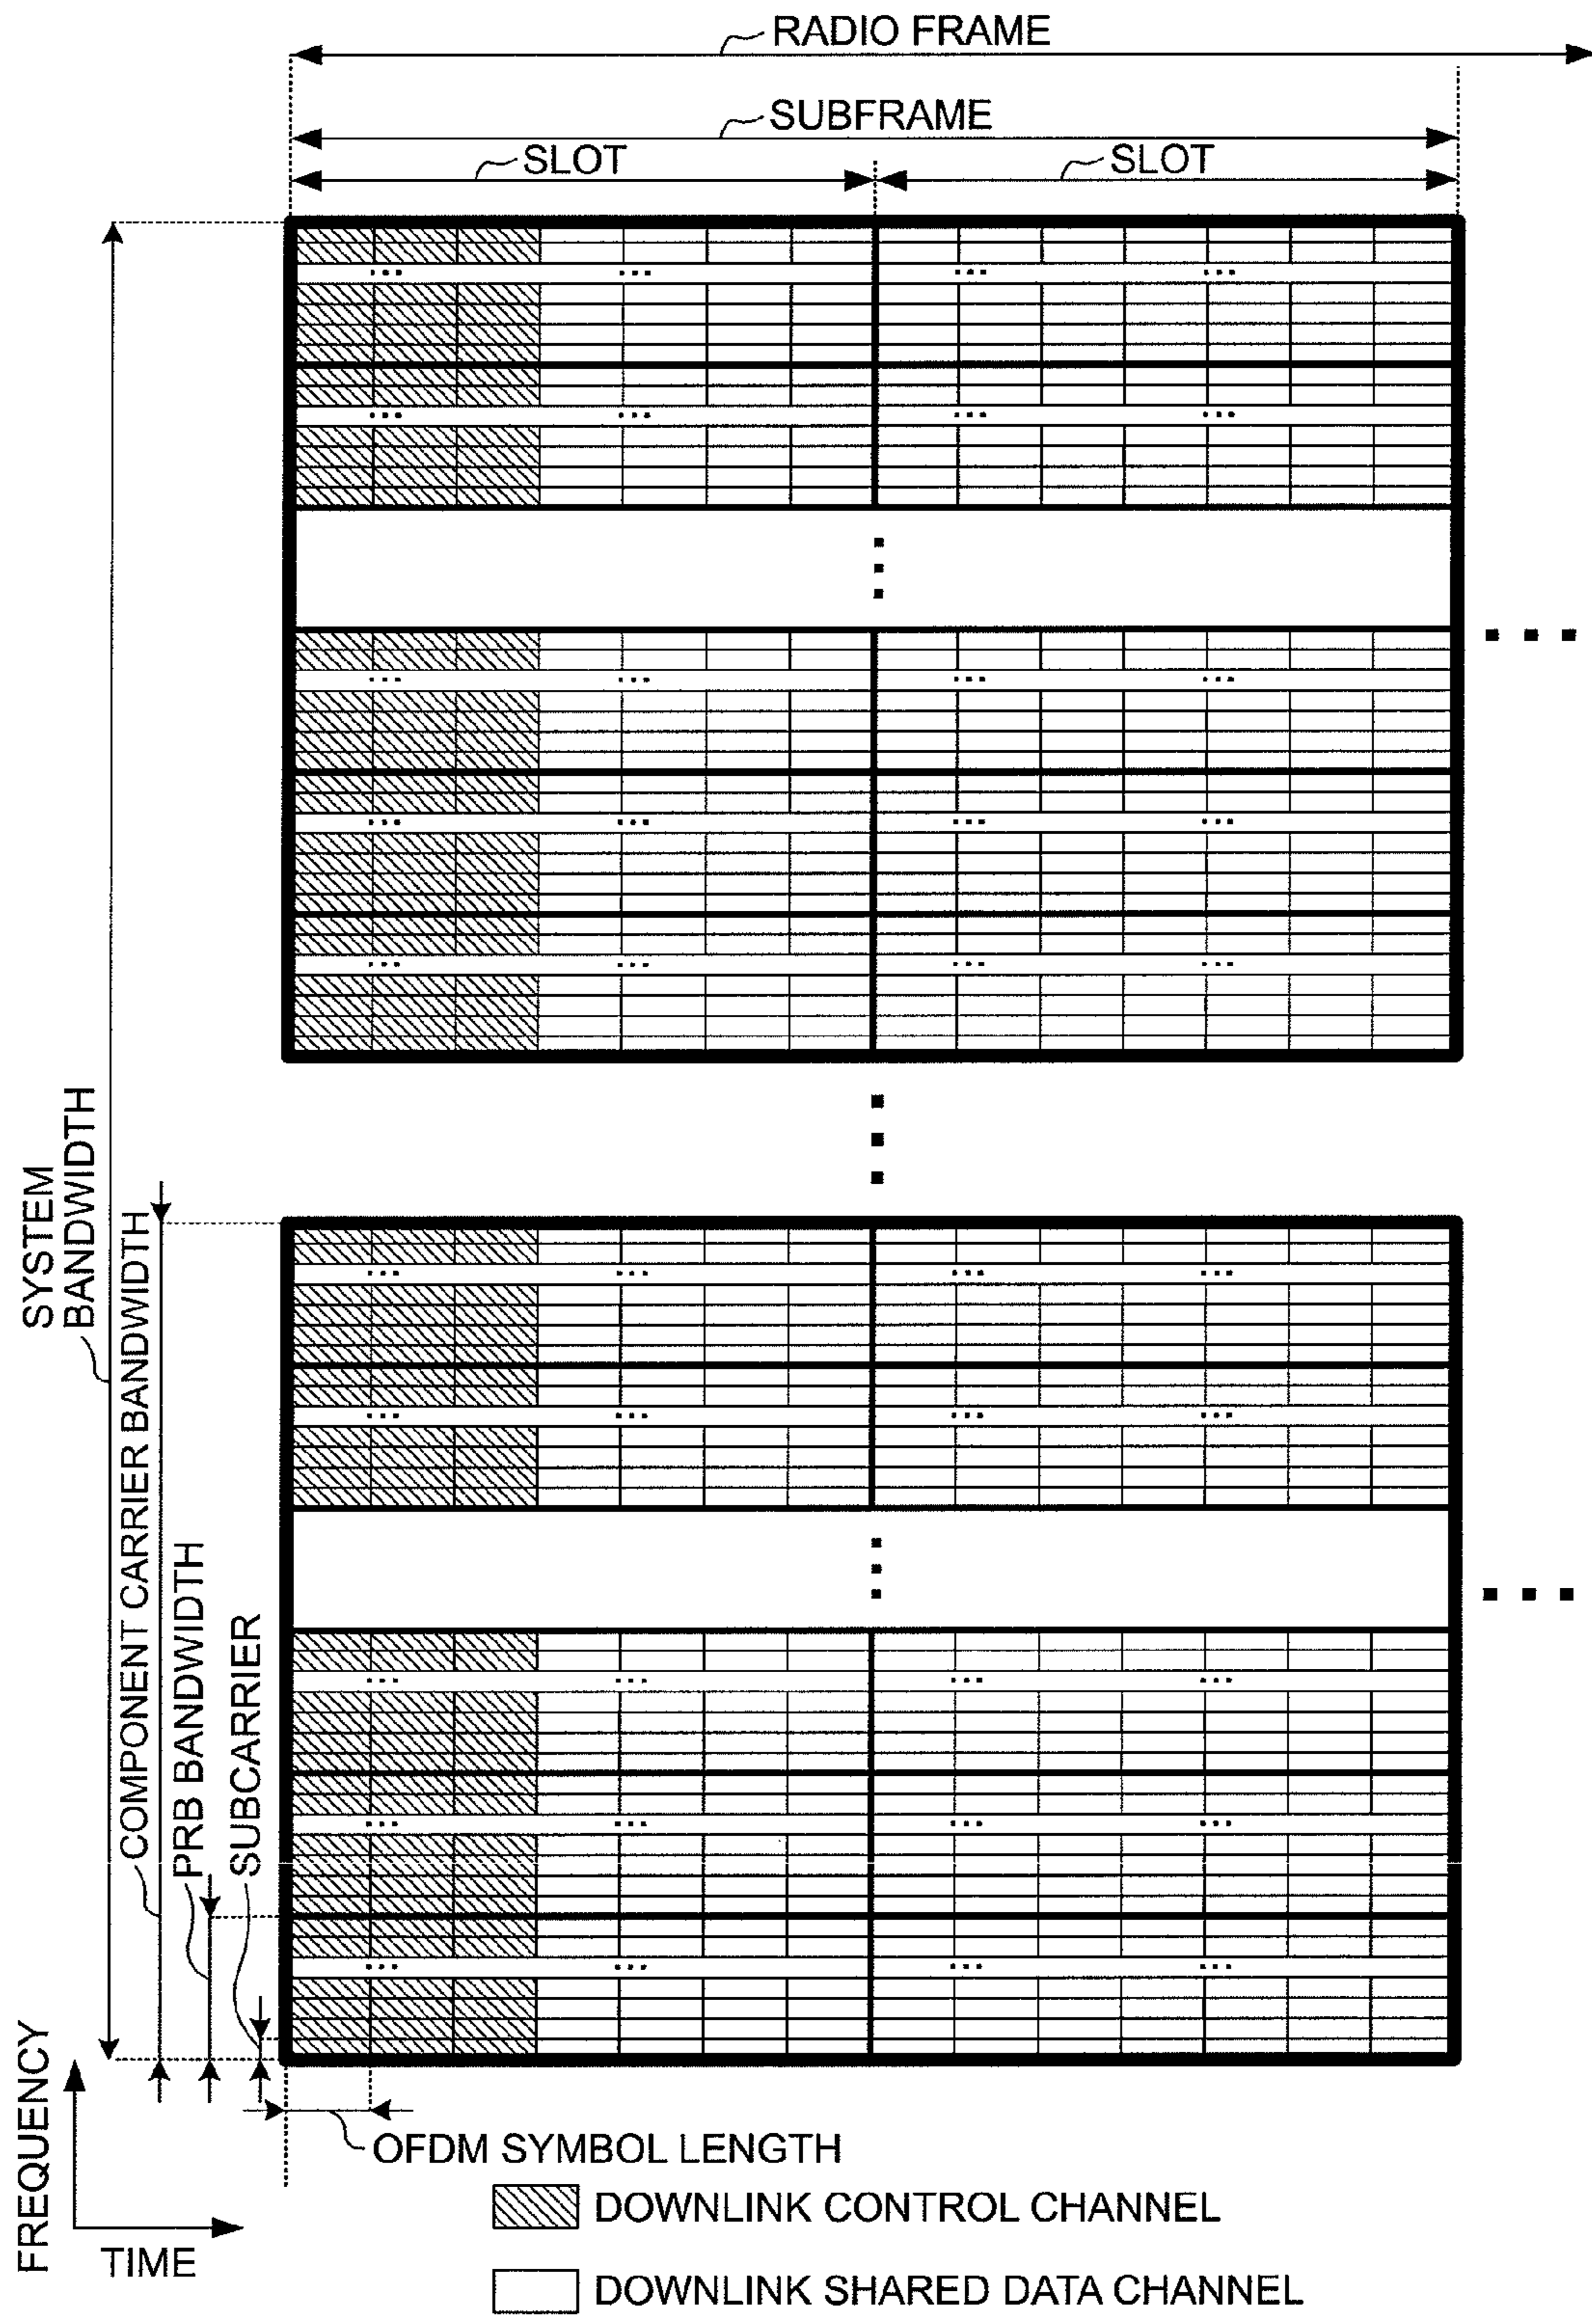 RADIO FRAME
SUBFRAME
SLOT
SLOT
SYSTEM
BANDWIDTH
COMPONENT CARRIER BANDWIDTH
PRB BANDWIDTH
SUBCARRIER
FREQUENCY
TIME
OFDM SYMBOL LENGTH
DOWNLINK CONTROL CHANNEL
DOWNLINK SHARED DATA CHANNEL